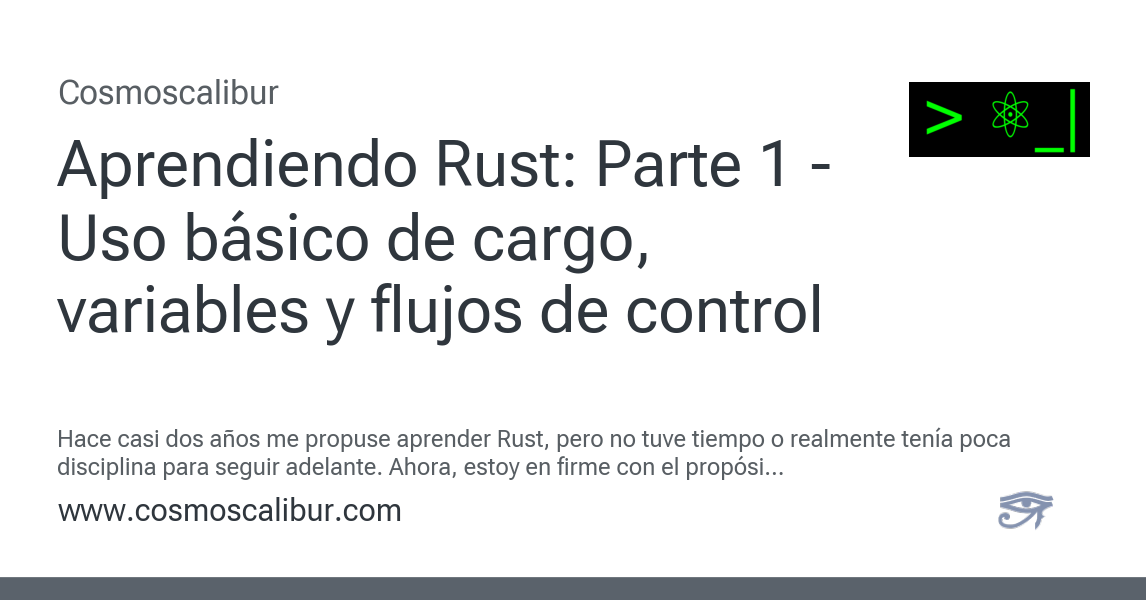 Cosmoscalibur
Aprendiendo Rust: Parte 1 -
Uso básico de cargo,
variables y flujos de control
> _|
Hace casi dos años me propuse aprender Rust, pero no tuve tiempo o realmente tenía poca
disciplina para seguir adelante. Ahora, estoy en firme con el propósi...
www.cosmoscalibur.com